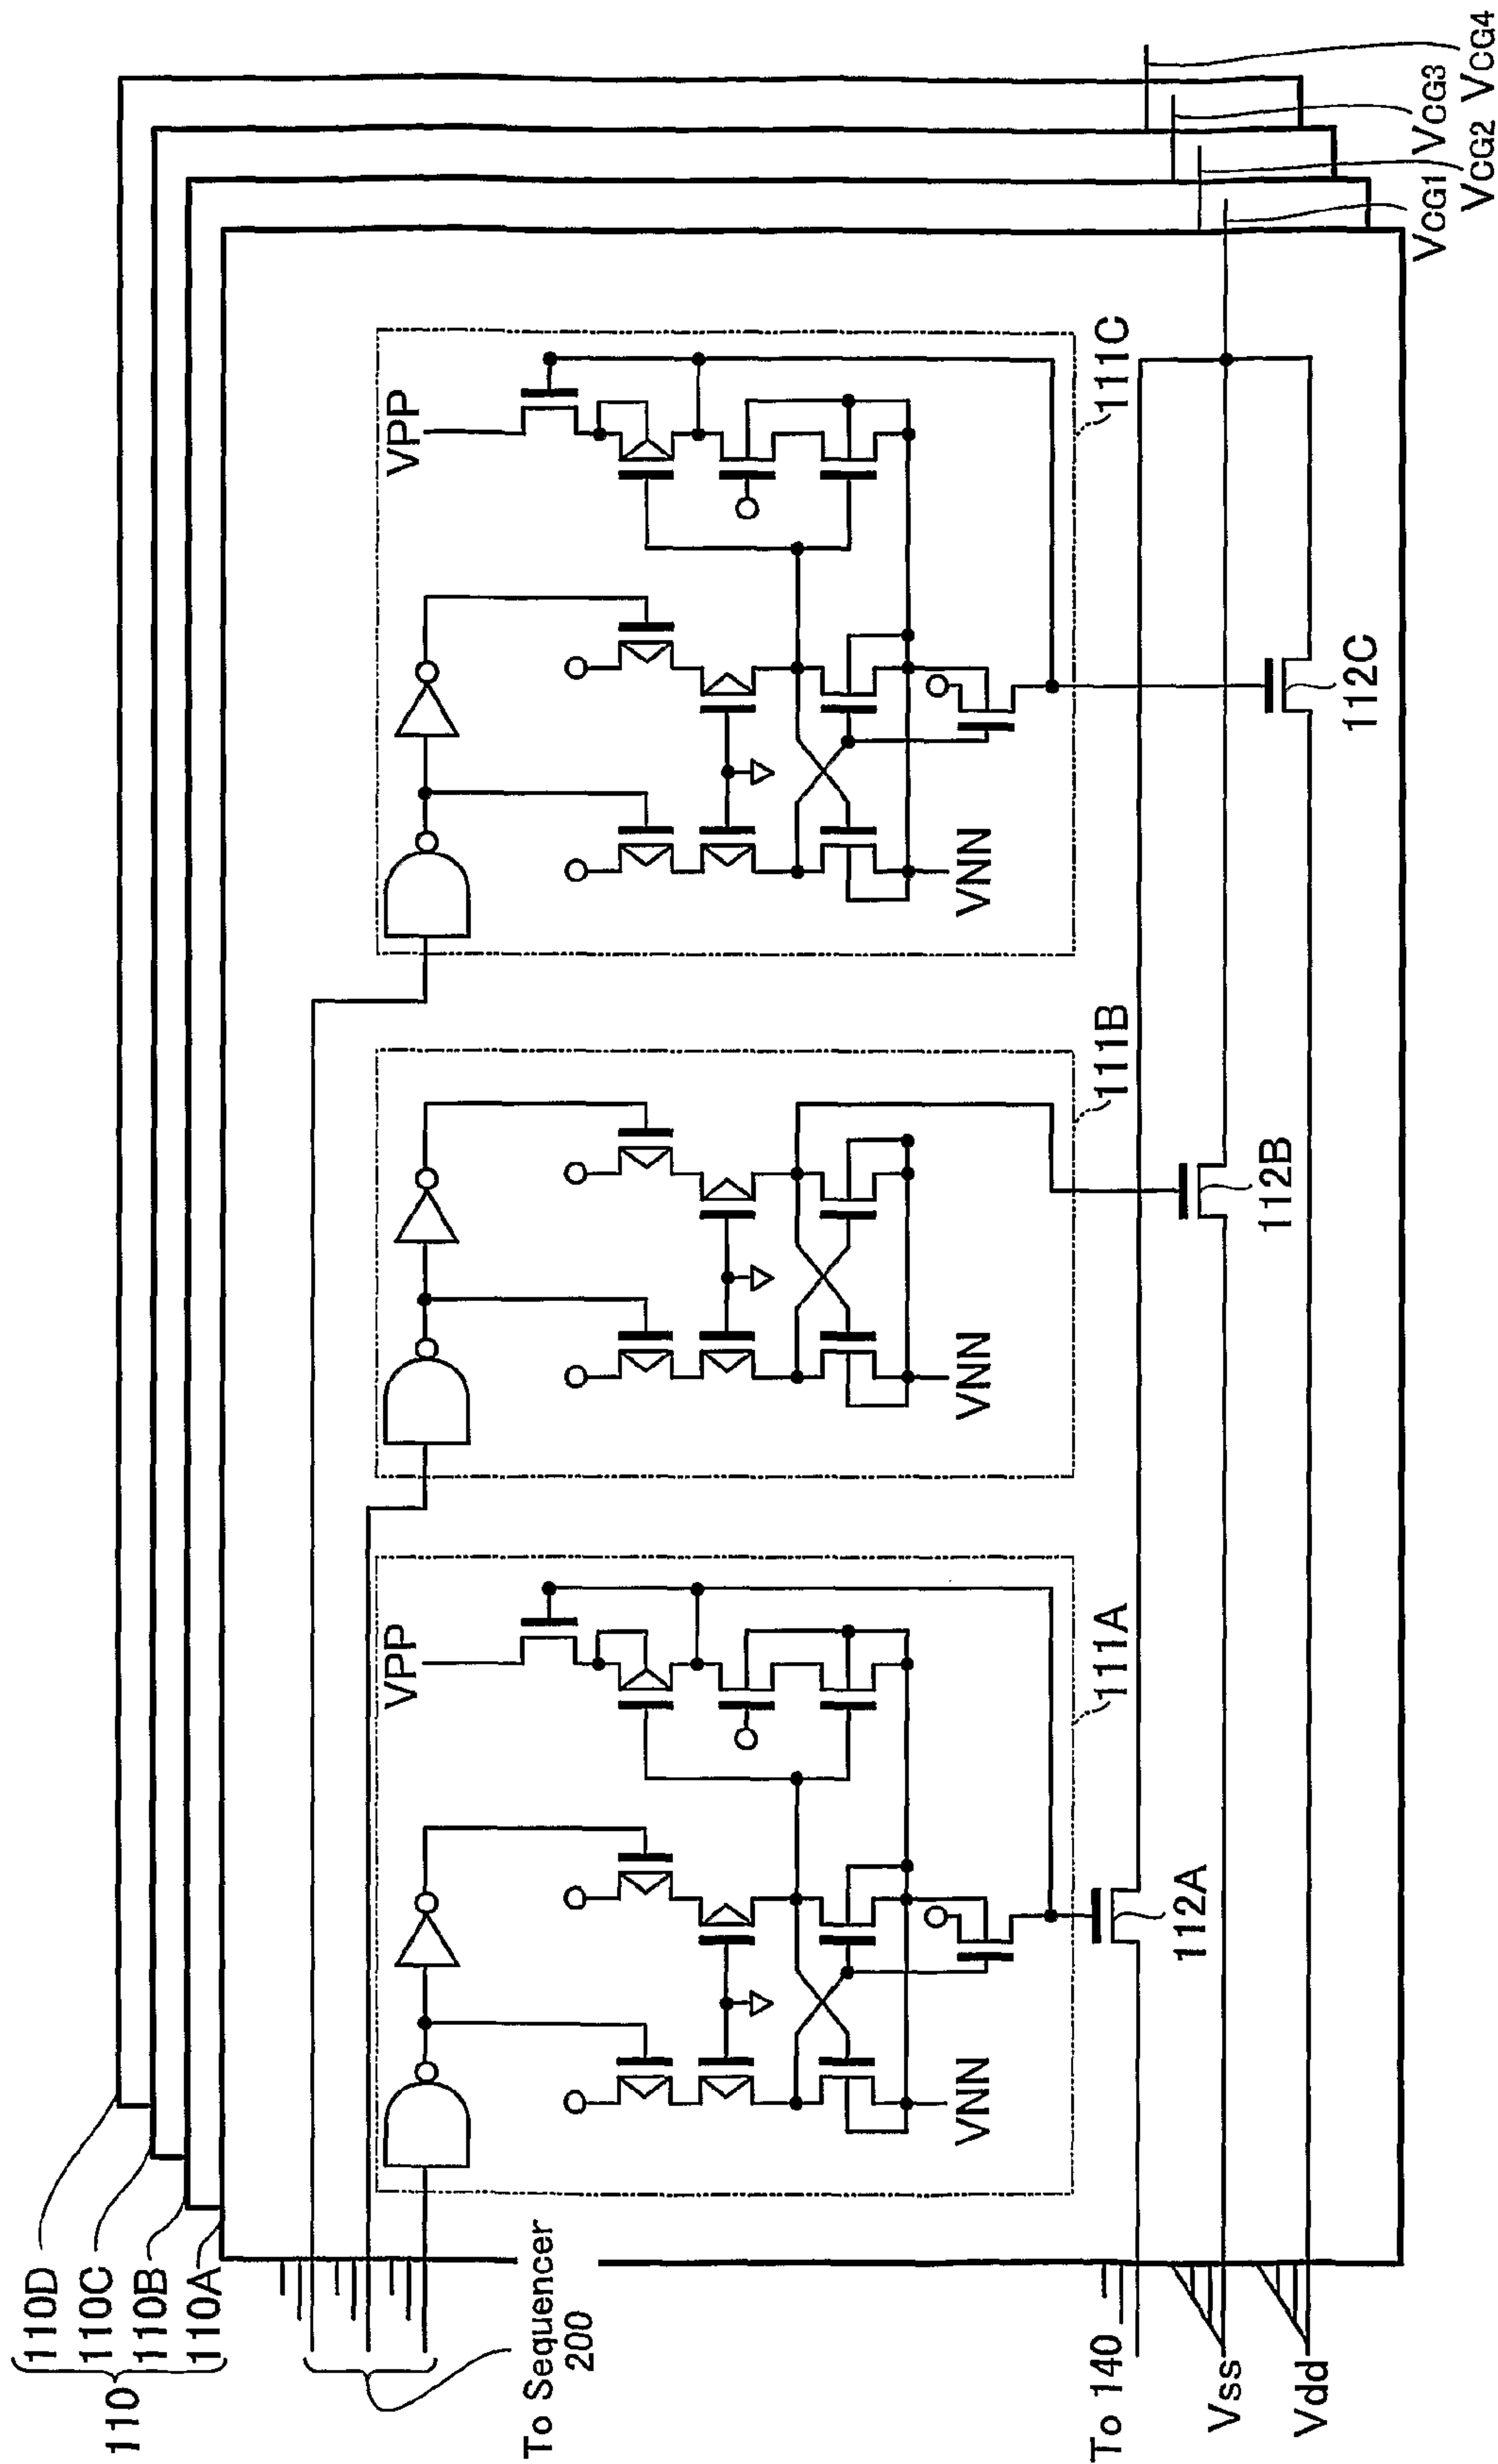 110
110D
110C
110B
110A
VPP
VPP
VNN
VNN
VNN
111A
111B
111C
112A
112B
112C
To Sequencer
200
To 140
Vss
Vdd
VCG1
VCG2
VCG3
VCG4